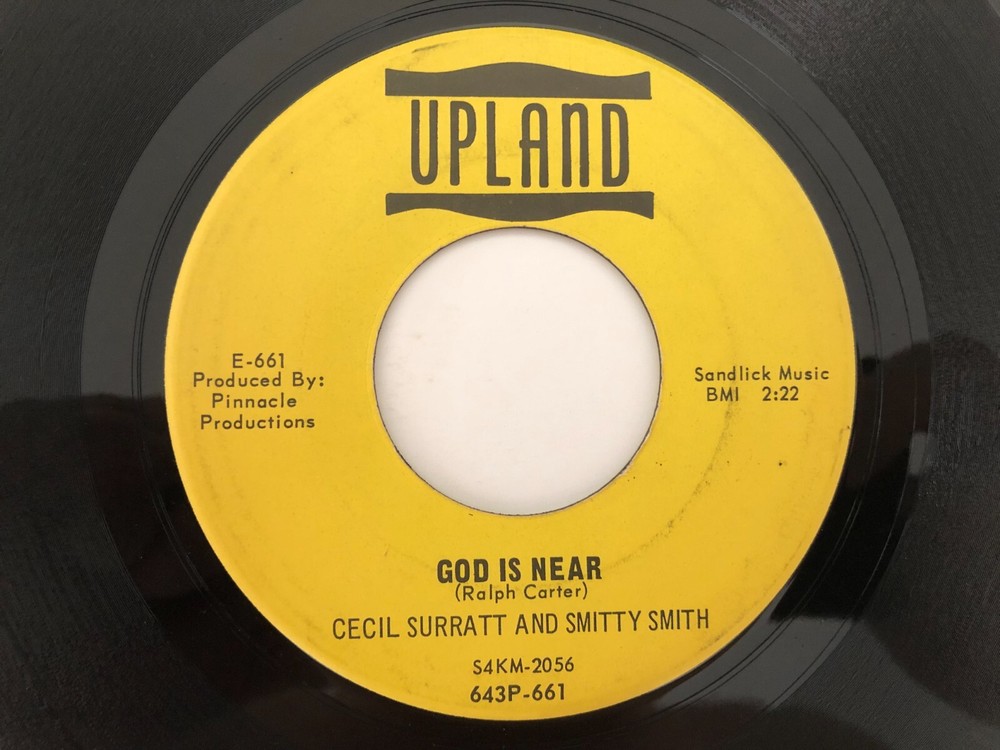 UPLAND
E-661
Produced By:
Pinnacle
Productions
Sandlick Music
BMI 2:22
GOD IS NEAR
(Ralph Carter)
CECIL SURRATT AND SMITTY SMITH
S4KM-2056
643P-661